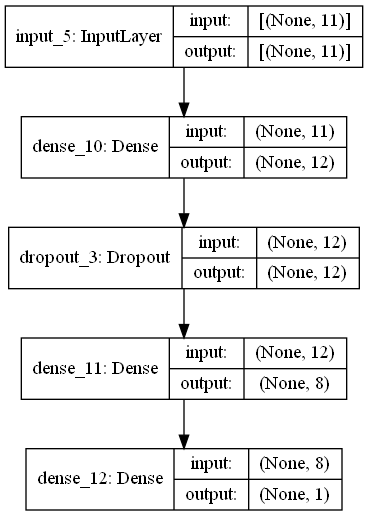 input_5: InputLayer
input: [(None, 11)]
output: [(None, 11)]
dense_10: Dense
input: (None, 11)
output: (None, 12)
dropout_3: Dropout
input: (None, 12)
output: (None, 12)
dense_11: Dense
input: (None, 12)
output: (None, 8)
dense_12: Dense
input: (None, 8)
output: (None, 1)